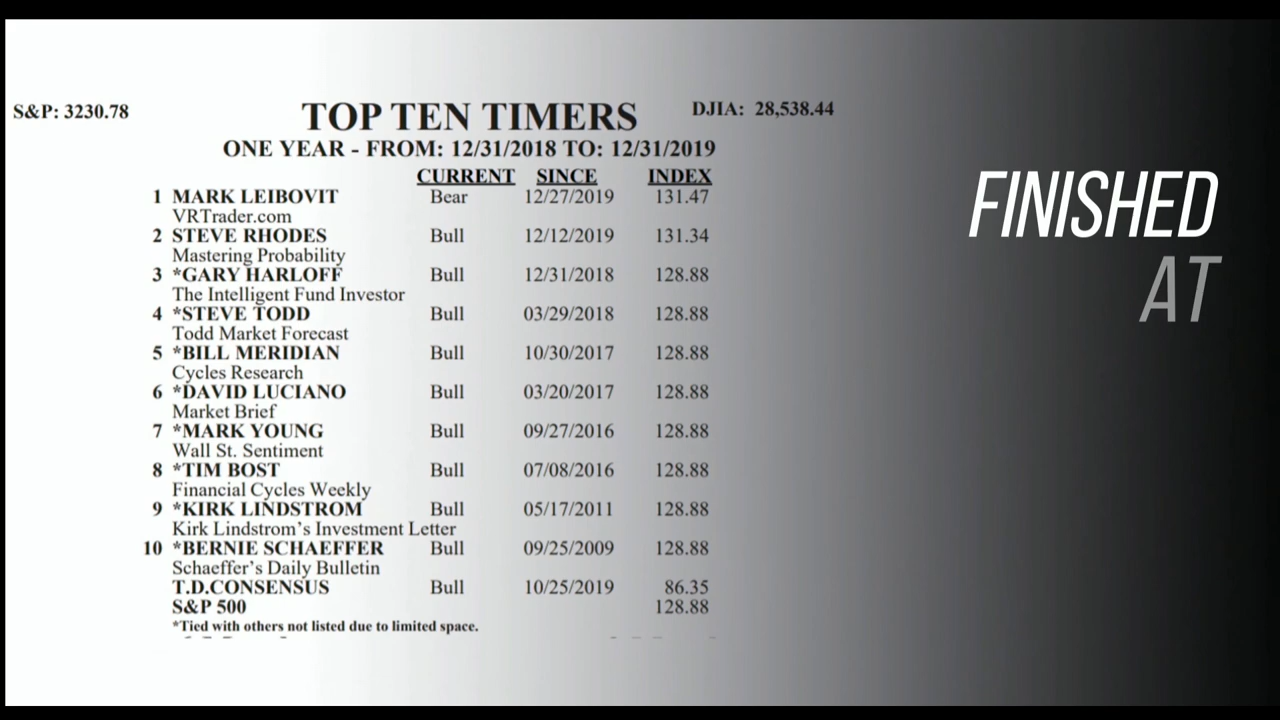 S&P: 3230.78 TOP TEN TIMERS DJIA: 28,538.44
ONE YEAR - FROM: 12/31/2018 TO: 12/31/2019
CURRENT SINCE INDEX
1 MARK LEIBOVIT Bear 12/27/2019 131.47
VRTrader.com
2 STEVE RHODES Bull 12/12/2019 131.34
Mastering Probability
3 *GARY HARLOFF Bull 12/31/2018 128.88
The Intelligent Fund Investor
4 *STEVE TODD Bull 03/29/2018 128.88
Todd Market Forecast
5 *BILL MERIDIAN Bull 10/30/2017 128.88
Cycles Research
6 *DAVID LUCIANO Bull 03/20/2017 128.88
Market Brief
7 *MARK YOUNG Bull 09/27/2016 128.88
Wall St. Sentiment
8 *TIM BOST Bull 07/08/2016 128.88
Financial Cycles Weekly
9 *KIRK LINDSTROM Bull 05/17/2011 128.88
Kirk Lindstrom's Investment Letter
10 *BERNIE SCHAEFFER Bull 09/25/2009 128.88
Schaeffer's Daily Bulletin
T.D.CONSENSUS Bull 10/25/2019 86.35
S&P 500 128.88
*Tied with others not listed due to limited space.
FINISHED
AT